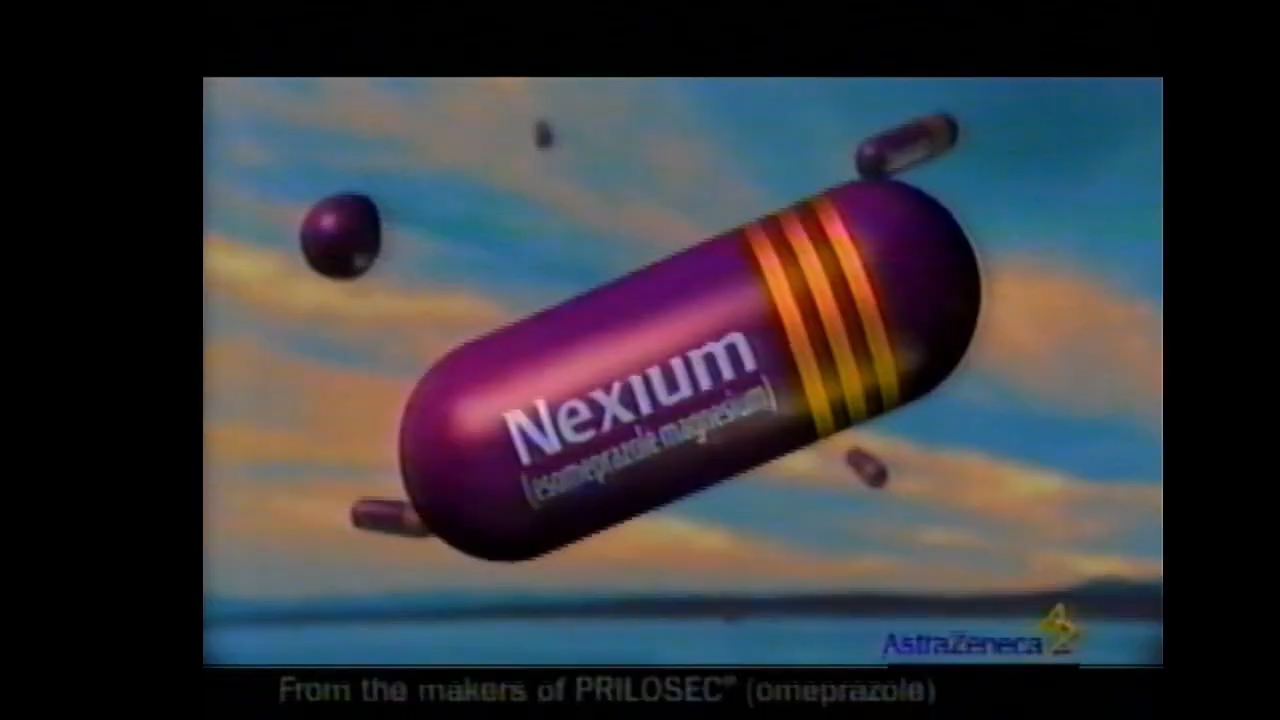 Nexium
(esomeprazole magnesium)
AstraZeneca
From the makers of PRILOSEC® (omeprazole)